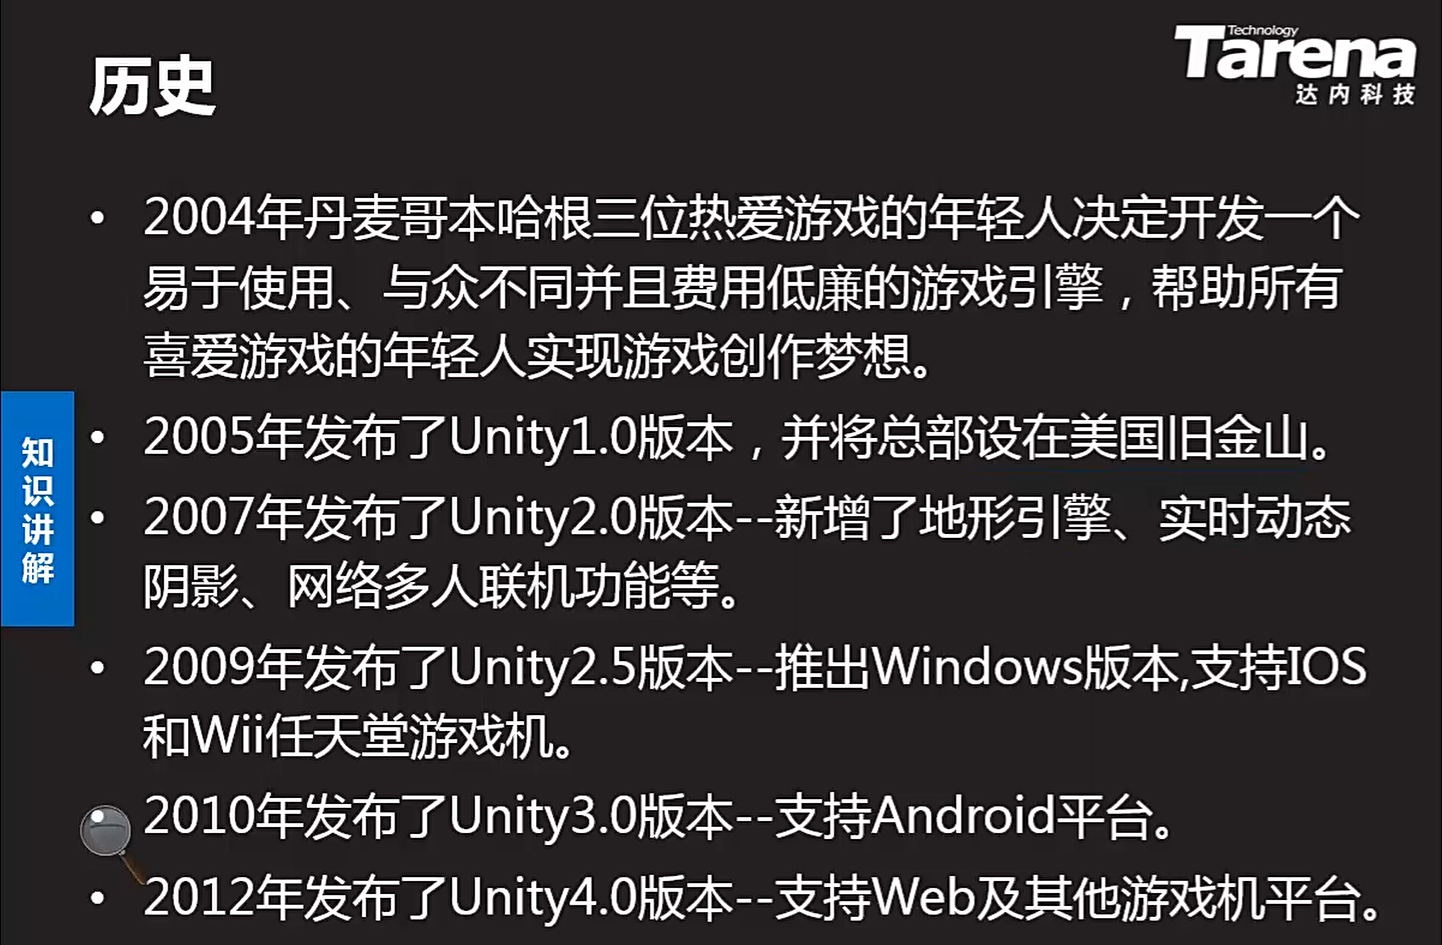 历史
Technology
Tarena
达内科技
• 2004年丹麦哥本哈根三位热爱游戏的年轻人决定开发一个
易于使用、与众不同并且费用低廉的游戏引擎，帮助所有
喜爱游戏的年轻人实现游戏创作梦想。
• 2005年发布了Unity1.0版本，并将总部设在美国旧金山。
• 2007年发布了Unity2.0版本--新增了地形引擎、实时动态
阴影、网络多人联机功能等。
• 2009年发布了Unity2.5版本--推出Windows版本,支持IOS
和Wii任天堂游戏机。
2010年发布了Unity3.0版本--支持Android平台。
• 2012年发布了Unity4.0版本--支持Web及其他游戏机平台。
知识讲解